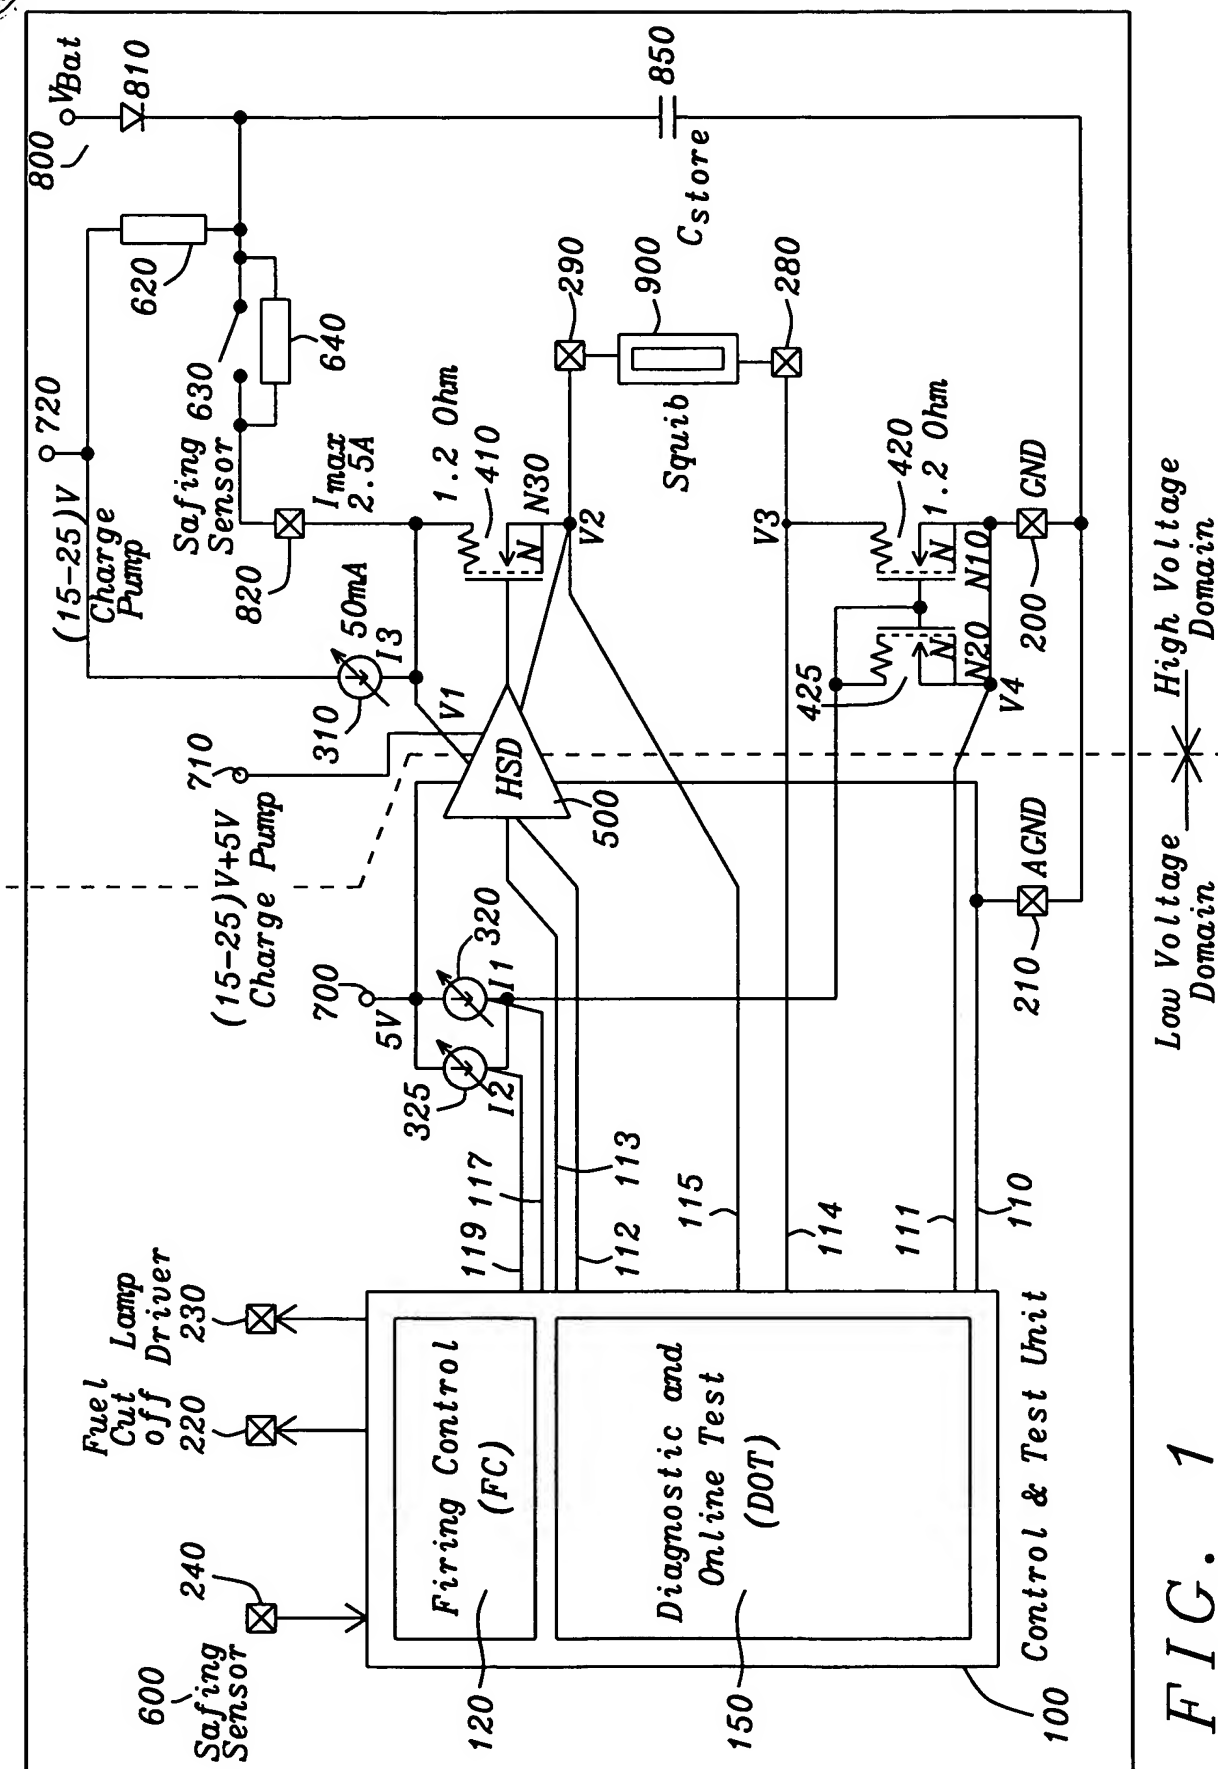 600
Safing
Sensor
240
Fuel
Cut
off
220
Lamp
Driver
230
120
Firing Control
(FC)
150
Diagnostic and
Online Test
(DOT)
100
Control & Test Unit
119
117
113
112
115
114
111
110
700
5V
325
I2
320
I1
710
(15-25)V+5V
Charge Pump
HSD
500
720
(15-25)V
Charge
Pump
310
50mA
I3
V1
800
VBat
810
620
Safing
Sensor
630
640
820
Imax
2.5A
1.2 Ohm
410
N
N30
V2
290
Squib
900
280
V3
Cstore
850
420
1.2 Ohm
N
N10
425
N
N20
V4
200
GND
210
AGND
Low Voltage
Domain
High Voltage
Domain
FIG. 1